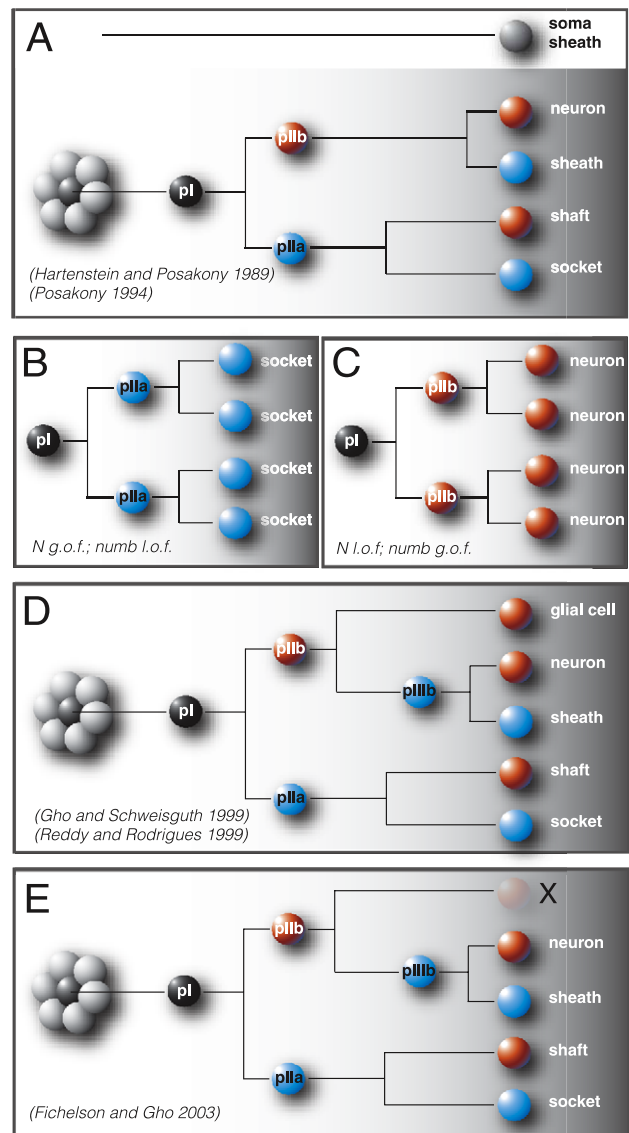 A
soma
sheath
neuron
pIIb
sheath
pI
shaft
pIIa
socket
(Hartenstein and Posakony 1989)
(Posakony 1994)
B
socket
pIIa
socket
pI
socket
pIIa
socket
N g.o.f.; numb l.o.f.
C
neuron
pIIb
neuron
pI
neuron
pIIb
neuron
N l.o.f; numb g.o.f.
D
glial cell
pIIb
neuron
pIIIb
sheath
pI
shaft
pIIa
socket
(Gho and Schweisguth 1999)
(Reddy and Rodrigues 1999)
E
X
pIIb
neuron
pIIIb
sheath
pI
shaft
pIIa
socket
(Fichelson and Gho 2003)